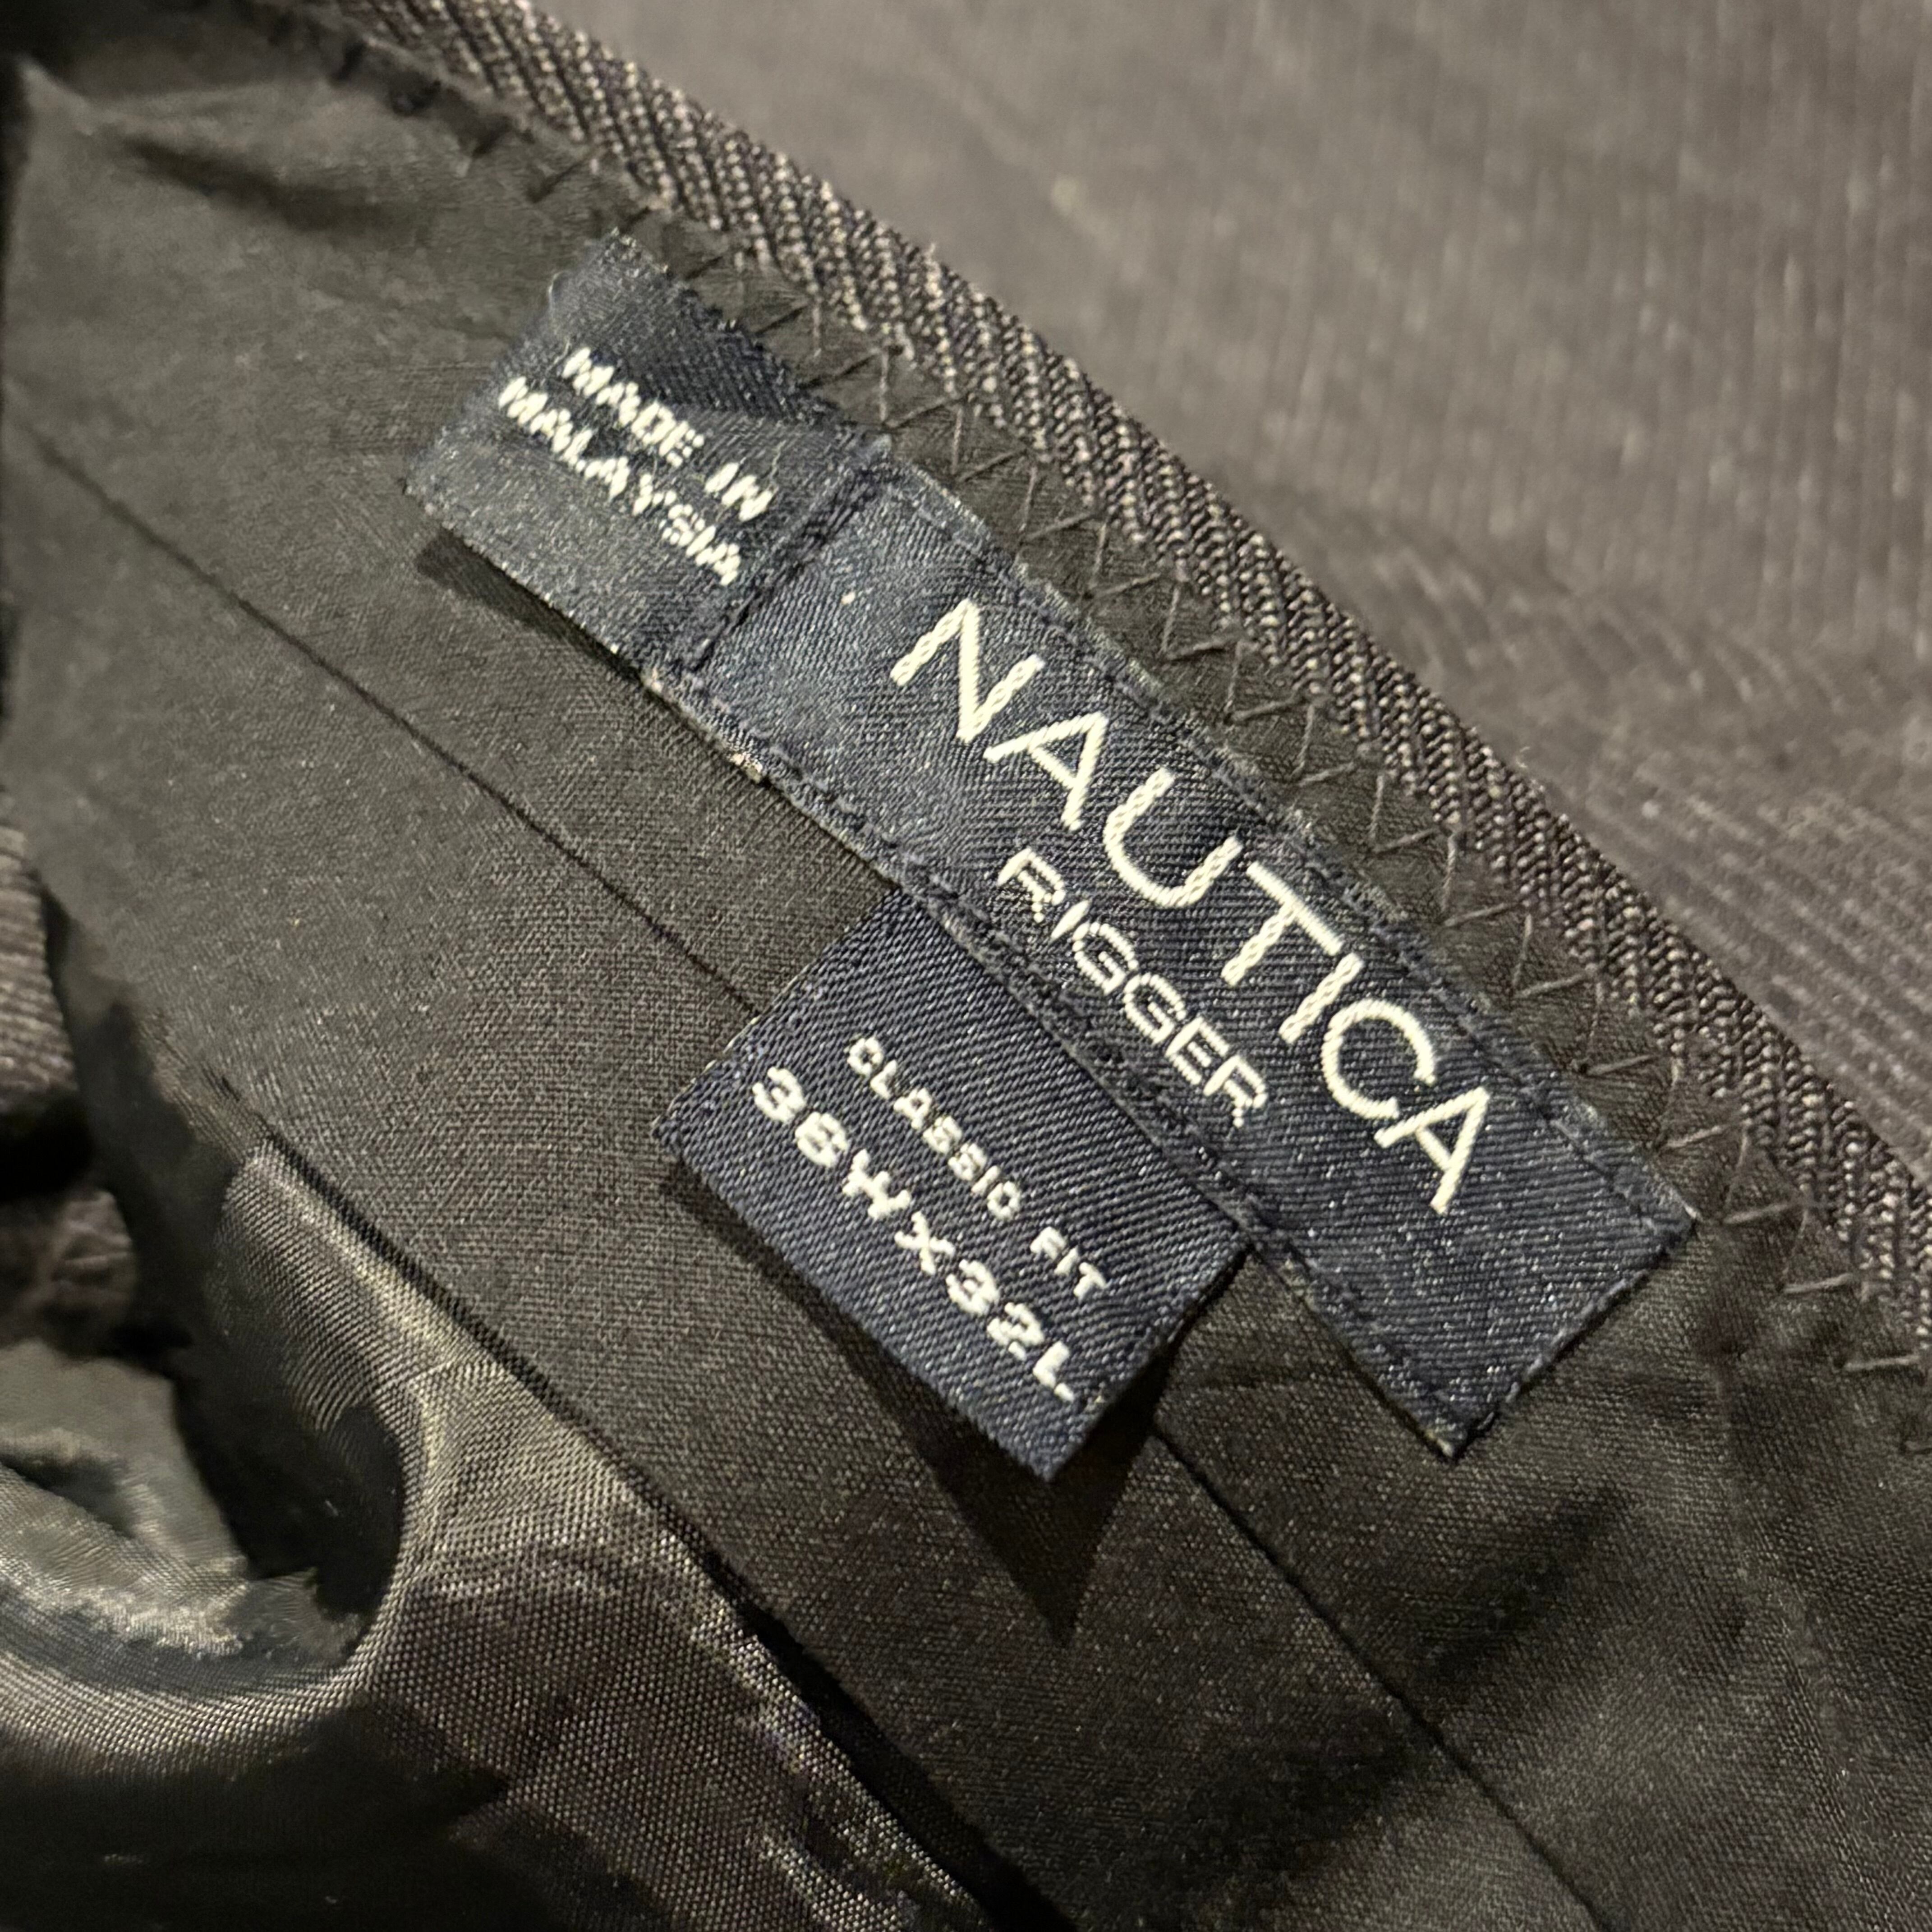 MADE IN
MALAYSIA
NAUTICA
RIGGER
CLASSIC FIT
36WX32L